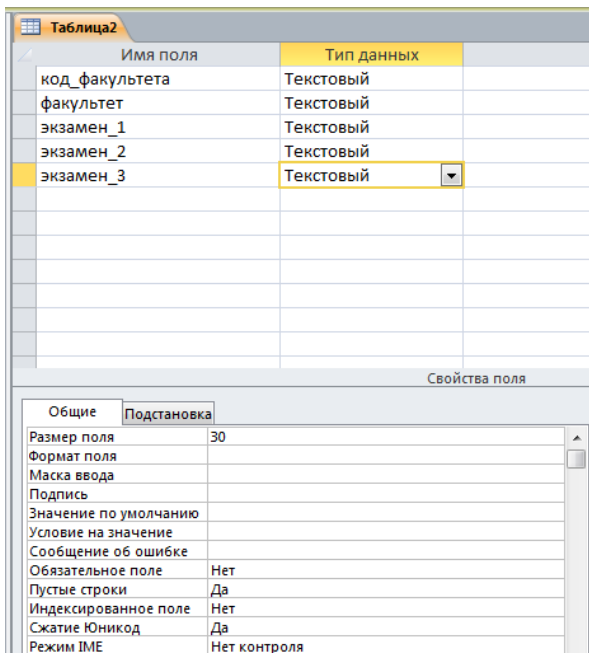 Таблица2
Имя поля Тип данных
код_факультета Текстовый
факультет Текстовый
экзамен_1 Текстовый
экзамен_2 Текстовый
экзамен_3 Текстовый
Свойства поля
Общие Подстановка
Размер поля 30
Формат поля
Маска ввода
Подпись
Значение по умолчанию
Условие на значение
Сообщение об ошибке
Обязательное поле Нет
Пустые строки Да
Индексированное поле Нет
Сжатие Юникод Да
Режим IME Нет контроля